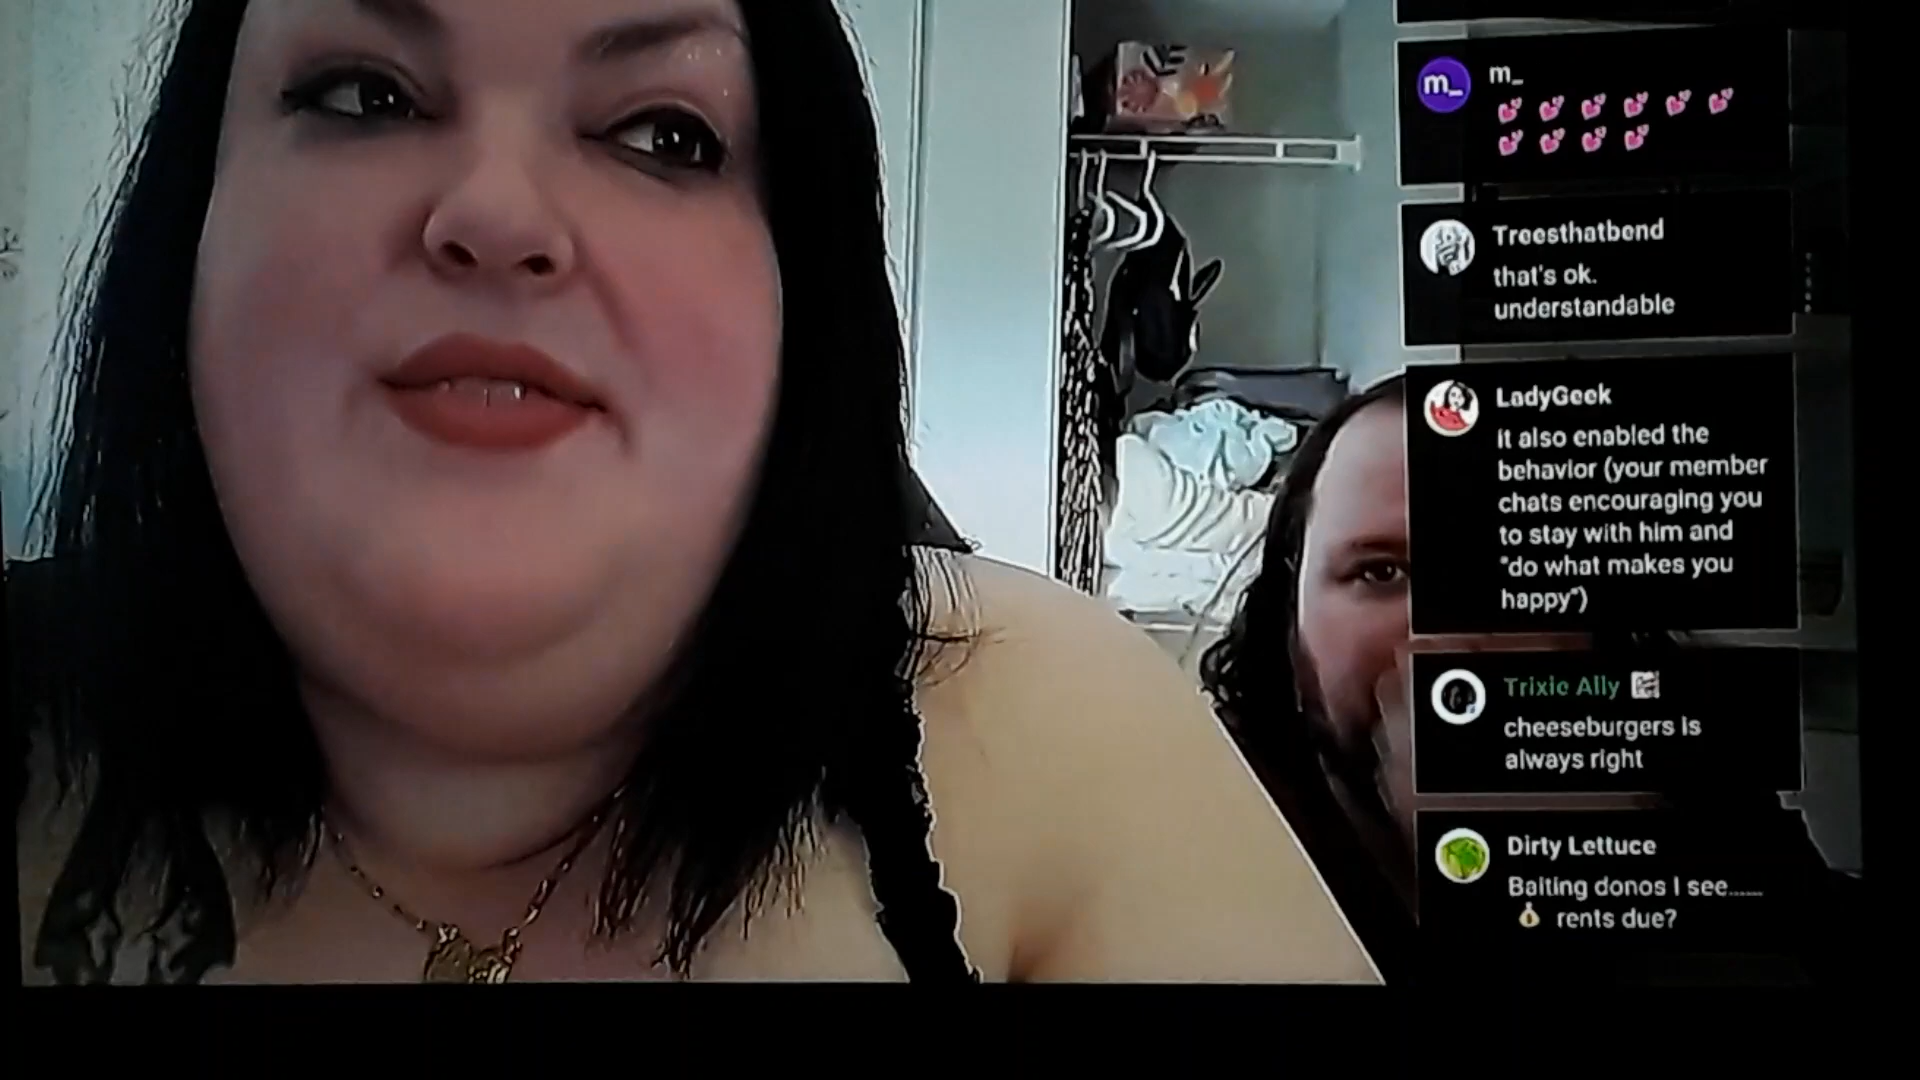 m_
m_
💕 💕 💕 💕 💕 💕
💕 💕 💕 💕
Treesthatbend
that's ok.
understandable
LadyGeek
it also enabled the
behavior (your member
chats encouraging you
to stay with him and
"do what makes you
happy")
Trixie Ally
cheeseburgers is
always right
Dirty Lettuce
Baiting donos I see......
💰 rents due?